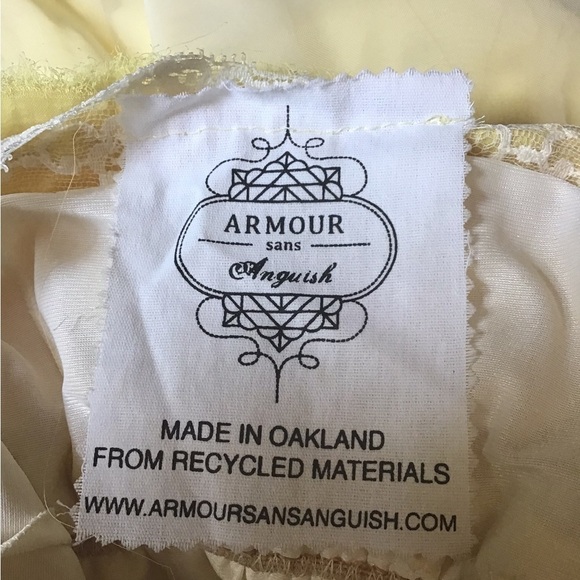 ARMOUR
sans
Anguish
MADE IN OAKLAND
FROM RECYCLED MATERIALS
WWW.ARMOURSANSANGUISH.COM